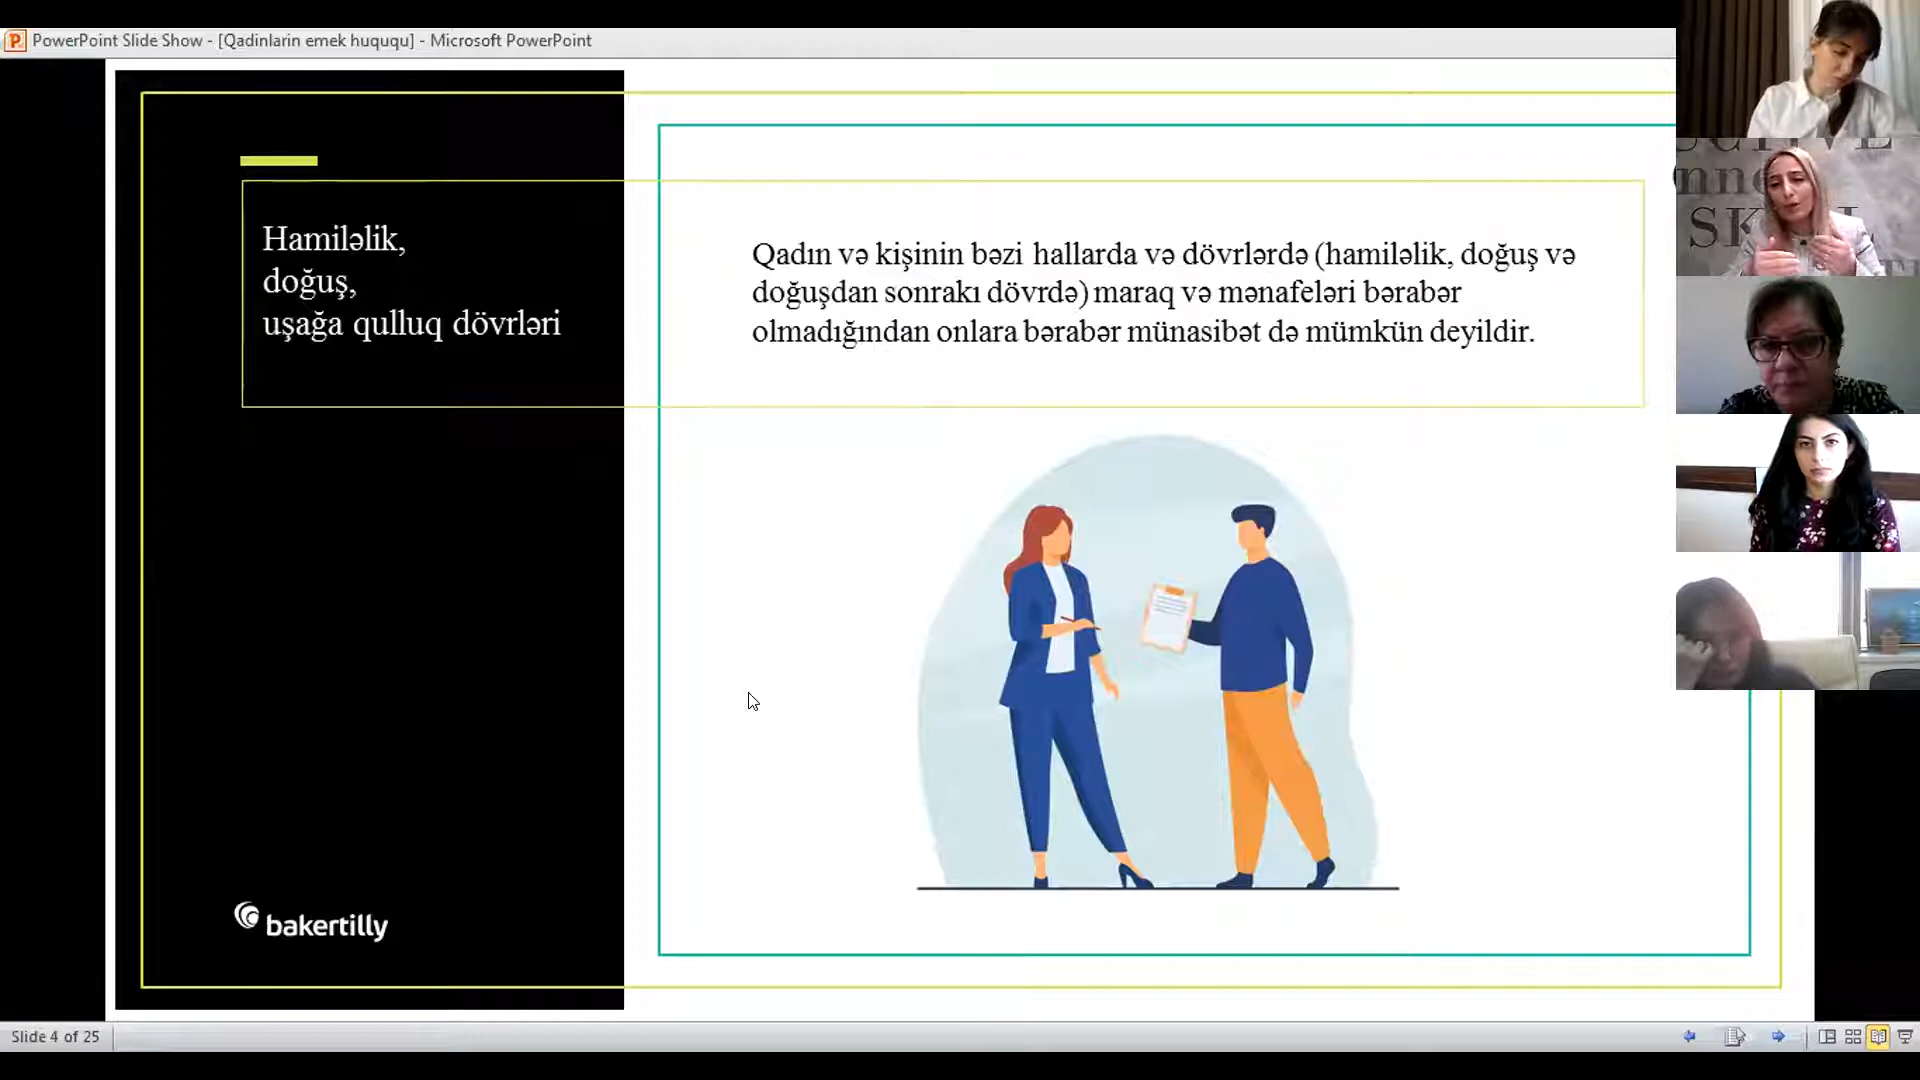 PowerPoint Slide Show - [Qadinlarin emek huququ] - Microsoft PowerPoint
Hamiləlik,
doğuş,
uşağa qulluq dövrləri
Qadın və kişinin bəzi hallarda və dövrlərdə (hamiləlik, doğuş və
doğuşdan sonrakı dövrdə) maraq və mənafeləri bərabər
olmadığından onlara bərabər münasibət də mümkün deyildir.
bakertilly
Slide 4 of 25